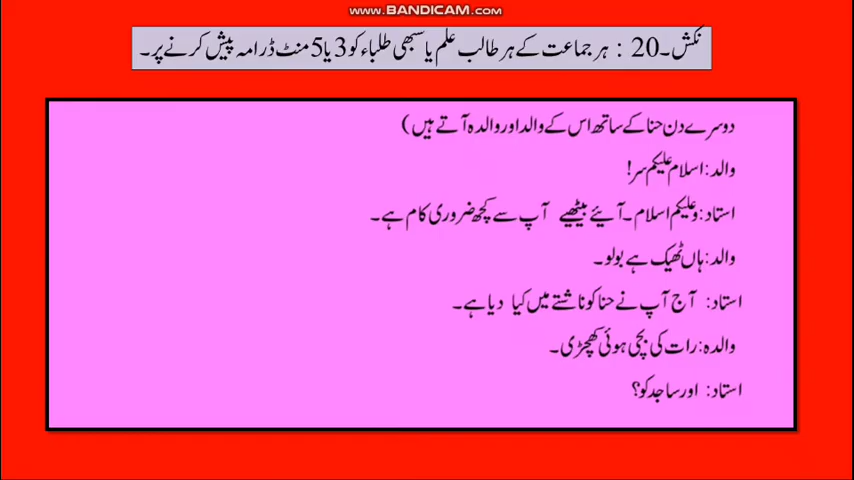 www.BANDICAM.com
نکش۔20 : ہر جماعت کے ہر طالب علم یا سبھی طلباء کو 3 یا 5 منٹ ڈرامہ پیش کرنے پر۔
دوسرے دن حنا کے ساتھ اس کے والد اور والدہ آتے ہیں)
والد:اسلام علیکم سر!
استاد:وعلیکم اسلام۔آیئے بیٹھیے آپ سے کچھ ضروری کام ہے۔
والد:ہاں ٹھیک ہے بولو۔
استاد: آج آپ نے حنا کو ناشتے میں کیا دیا ہے۔
والدہ:رات کی بچی ہوئی کھچڑی۔
استاد: اور ساجد کو؟